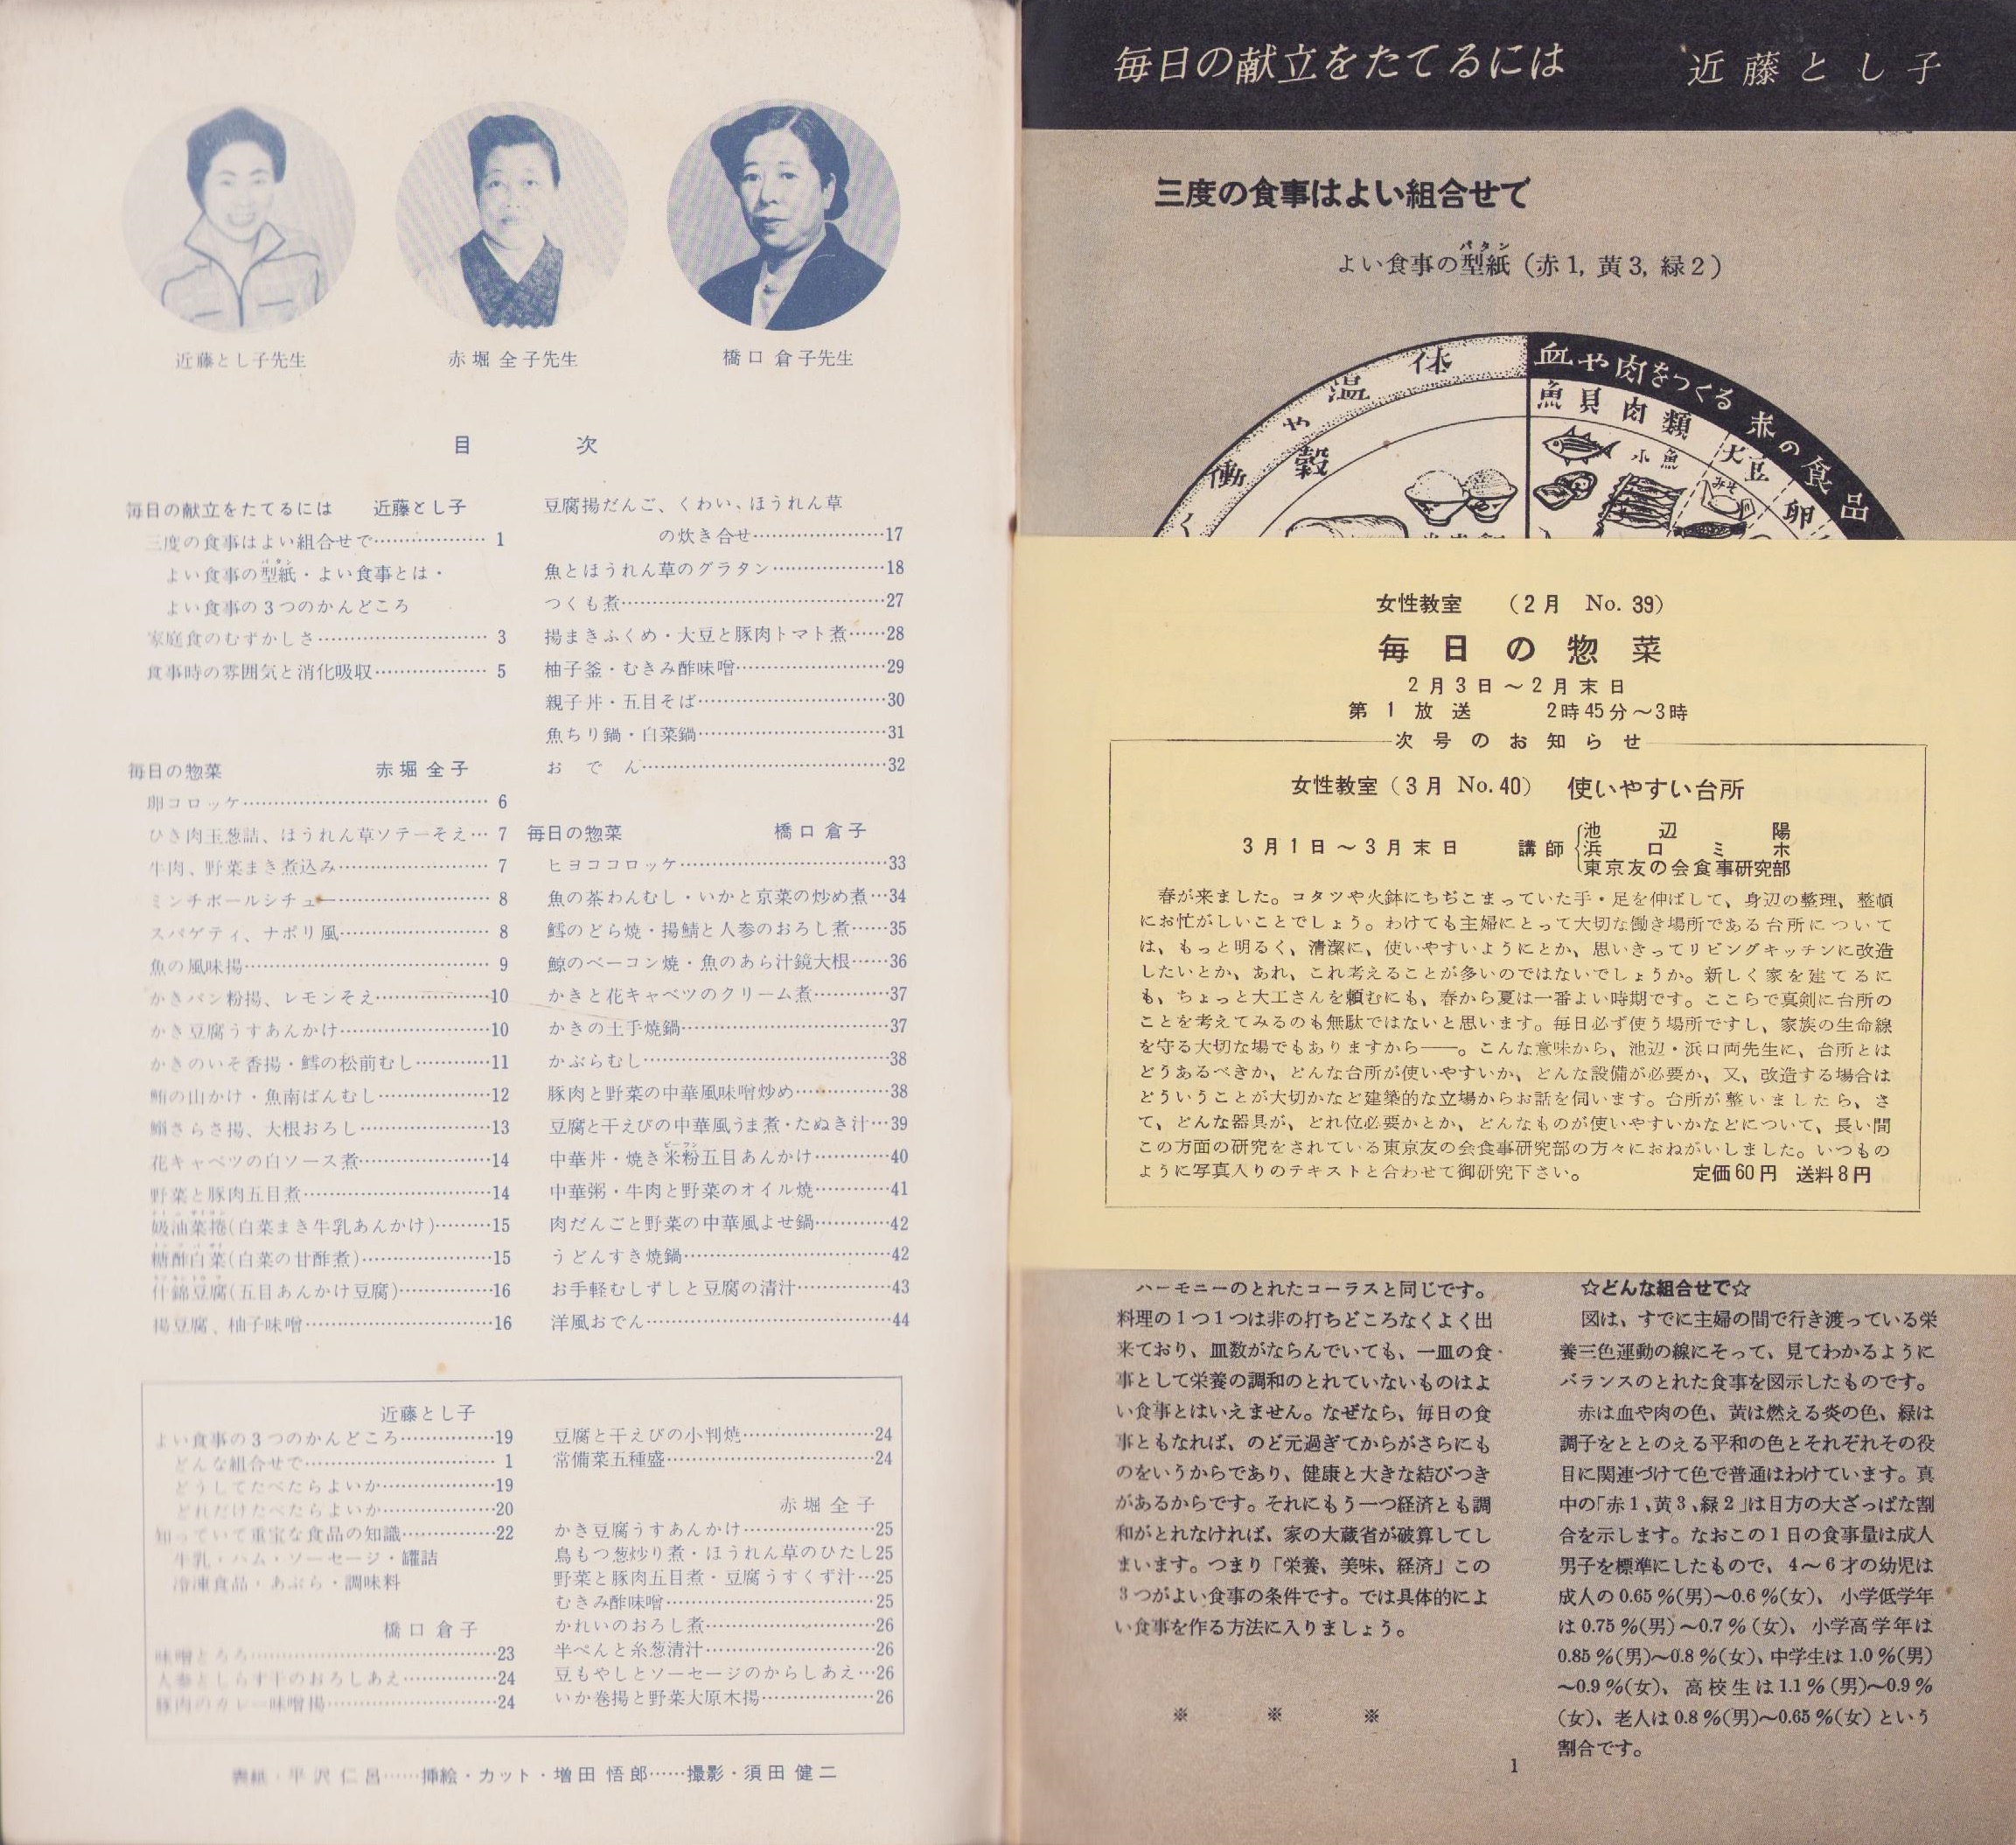 近藤とし子先生
赤堀全子先生
橋口倉子先生
目次
毎日の献立をたてるには 近藤とし子
三度の食事はよい組合せで………………1
よい食事の型紙・よい食事とは・
パタン
よい食事の3つのかんどころ
家庭食のむずかしさ………………3
食事時の雰囲気と消化吸収………………5
毎日の惣菜 赤堀全子
卵コロッケ………………6
ひき肉玉葱詰、ほうれん草ソテーそえ…7
牛肉、野菜まき煮込み………………7
ミンチボールシチュー………………8
スパゲティ、ナポリ風………………8
魚の風味揚………………9
かきパン粉揚、レモンそえ………………10
かき豆腐うすあんかけ………………10
かきのいそ香揚・鱈の松前むし…………11
鮪の山かけ・魚南ばんむし………………12
鯔さらさ揚、大根おろし………………13
花キャベツの白ソース煮………………14
野菜と豚肉五目煮………………14
奶油菜捲(白菜まき牛乳あんかけ)………15
糖酢白菜(白菜の甘酢煮)………………15
什錦豆腐(五目あんかけ豆腐)……………16
揚豆腐、柚子味噌………………16
豆腐揚だんご、くわい、ほうれん草
の炊き合せ………………17
魚とほうれん草のグラタン………………18
つくも煮………………27
揚まきふくめ・大豆と豚肉トマト煮……28
柚子釜・むきみ酢味噌………………29
親子丼・五目そば………………30
魚ちり鍋・白菜鍋………………31
おでん………………32
毎日の惣菜 橋口倉子
ヒヨココロッケ………………33
魚の茶わんむし・いかと京菜の炒め煮…34
鱈のどら焼・揚鯖と人参のおろし煮……35
鯨のベーコン焼・魚のあら汁鏡大根……36
かきと花キャベツのクリーム煮…………37
かきの土手焼鍋………………37
かぶらむし………………38
豚肉と野菜の中華風味噌炒め……………38
豆腐と干えびの中華風うま煮・たぬき汁…39
ビーフン
中華丼・焼き米粉五目あんかけ…………40
中華粥・牛肉と野菜のオイル焼…………41
肉だんごと野菜の中華風よせ鍋…………42
うどんすき焼鍋………………42
お手軽むしずしと豆腐の清汁……………43
洋風おでん………………44
近藤とし子
よい食事の3つのかんどころ……………19
どんな組合せで………………1
どうしてたべたらよいか………………19
どれだけたべたらよいか………………20
知っていて重宝な食品の知識……………22
牛乳・ハム・ソーセージ・罐詰
冷凍食品・あぶら・調味料
橋口倉子
味噌とろろ………………23
人参としらす干のおろしあえ……………24
豚肉のカレー味噌揚………………24
豆腐と干えびの小判焼………………24
常備菜五種盛………………24
赤堀全子
かき豆腐うすあんかけ………………25
鳥もつ葱炒り煮・ほうれん草のひたし25
野菜と豚肉五目煮・豆腐うすくず汁…25
むきみ酢味噌………………25
かれいのおろし煮………………26
半ぺんと糸葱清汁………………26
豆もやしとソーセージのからしあえ…26
いか巻揚と野菜大原木揚………………26
表紙・平沢仁昌……挿絵・カット・増田悟郎……撮影・須田健二
毎日の献立をたてるには 近藤とし子
三度の食事はよい組合せで
パタン
よい食事の型紙(赤1,黄3,緑2)
働く や 温 体
血や肉をつくる 赤の食品
穀
魚貝肉類
大豆
卵
小魚
みそ
女性教室 (2月 No. 39)
毎日の惣菜
2月3日~2月末日
第1放送 2時45分~3時
次号のお知らせ
女性教室(3月 No.40) 使いやすい台所
3月1日~3月末日 講師
池辺陽
浜口ミホ
東京友の会食事研究部
春が来ました。コタツや火鉢にちぢこまっていた手・足を伸ばして、身辺の整理、整頓
にお忙がしいことでしょう。わけても主婦にとって大切な働き場所である台所について
は、もっと明るく、清潔に、使いやすいようにとか、思いきってリビングキッチンに改造
したいとか、あれ、これ考えることが多いのではないでしょうか。新しく家を建てるに
も、ちょっと大工さんを頼むにも、春から夏は一番よい時期です。ここらで真剣に台所の
ことを考えてみるのも無駄ではないと思います。毎日必ず使う場所ですし、家族の生命線
を守る大切な場でもありますから——。こんな意味から、池辺・浜口両先生に、台所とは
どうあるべきか、どんな台所が使いやすいか、どんな設備が必要か、又、改造する場合は
どういうことが大切かなど建築的な立場からお話を伺います。台所が整いましたら、さ
て、どんな器具が、どれ位必要かとか、どんなものが使いやすいかなどについて、長い間
この方面の研究をされている東京友の会食事研究部の方々におねがいしました。いつもの
ように写真入りのテキストと合わせて御研究下さい。 定価60円 送料8円
ハーモニーのとれたコーラスと同じです。
料理の1つ1つは非の打ちどころなくよく出
来ており、皿数がならんでいても、一皿の食
事として栄養の調和のとれていないものはよ
い食事とはいえません。なぜなら、毎日の食
事ともなれば、のど元過ぎてからがさらにも
のをいうからであり、健康と大きな結びつき
があるからです。それにもう一つ経済とも調
和がとれなければ、家の大蔵省が破算してし
まいます。つまり「栄養、美味、経済」この
3つがよい食事の条件です。では具体的によ
い食事を作る方法に入りましょう。
※ ※ ※
☆どんな組合せで☆
図は、すでに主婦の間で行き渡っている栄
養三色運動の線にそって、見てわかるように
バランスのとれた食事を図示したものです。
赤は血や肉の色、黄は燃える炎の色、緑は
調子をととのえる平和の色とそれぞれその役
目に関連づけて色で普通はわけています。真
中の「赤1、黄3、緑2」は目方の大ざっぱな割
合を示します。なおこの1日の食事量は成人
男子を標準にしたもので、4~6才の幼児は
成人の0.65%(男)~0.6%(女)、小学低学年
は0.75%(男)~0.7%(女)、小学高学年は
0.85%(男)~0.8%(女)、中学生は1.0%(男)
~0.9%(女)、高校生は1.1%(男)~0.9%
(女)、老人は0.8%(男)~0.65%(女)という
割合です。
1